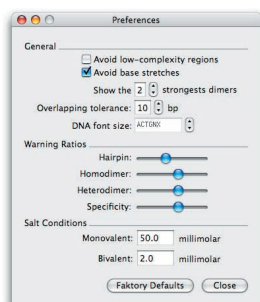 Preferences
General
Avoid low-complexity regions
Avoid base stretches
Show the 2 strongests dimers
Overlapping tolerance: 10 bp
DNA font size: ACTGNX
Warning Ratios
Hairpin:
Homodimer:
Heterodimer:
Specificity:
Salt Conditions
Monovalent: 50.0 millimolar
Bivalent: 2.0 millimolar
Faktory Defaults Close